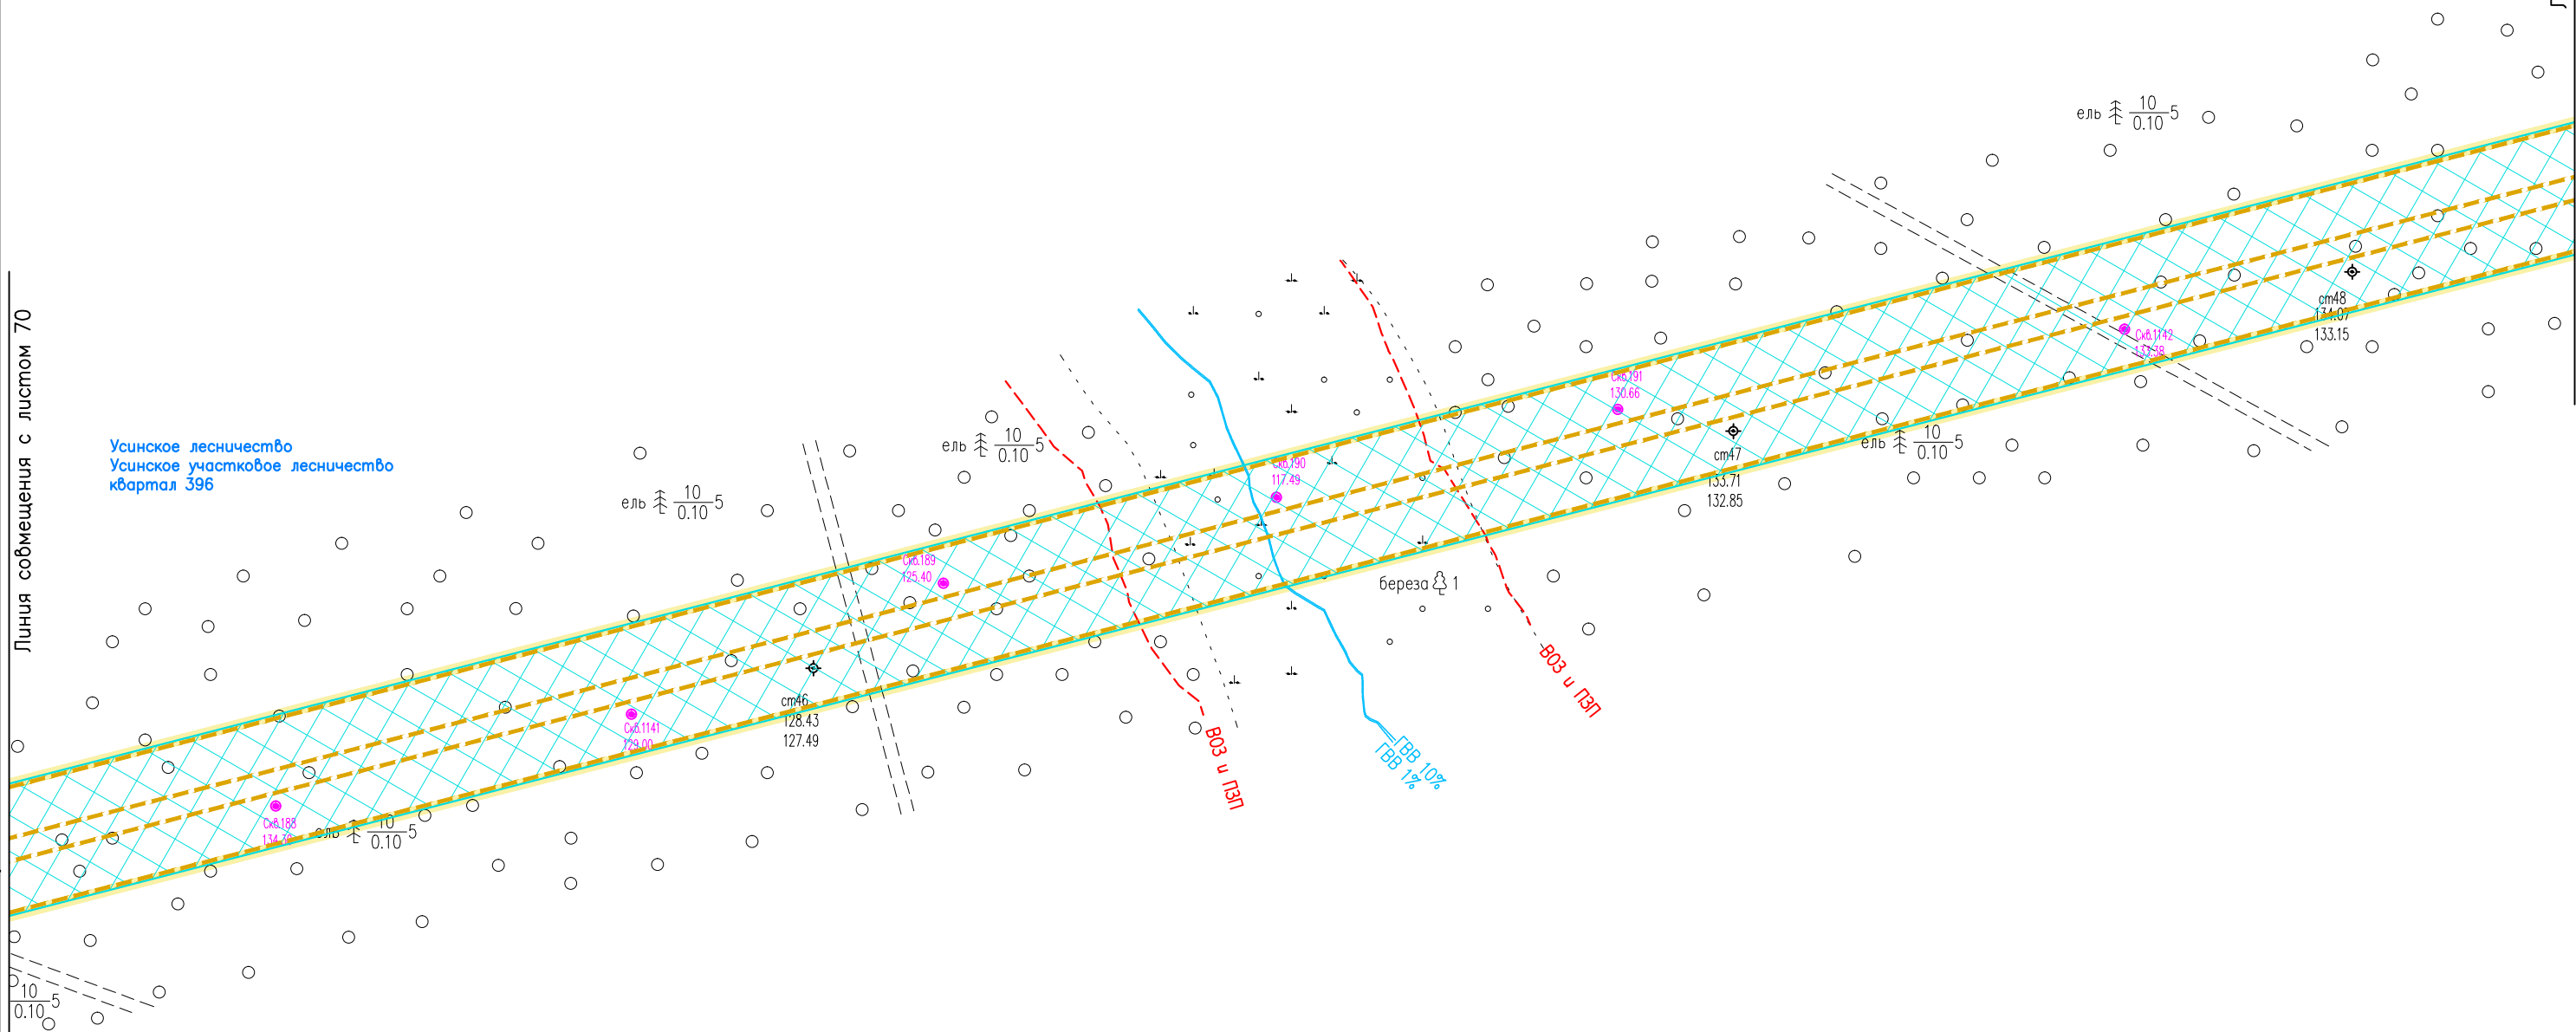 Линия совмещения с листом 70
Усинское лесничество
Усинское участковое лесничество
квартал 396
ель 10 5
0.10
ель 10 5
0.10
ель 10 5
0.10
ель 10 5
0.10
ель 10 5
0.10
10 5
0.10
Скв.188
Скв.1141
129.00
ст46
128.43
127.49
Скв.189
125.40
Скв.190
117.49
Скв.191
130.66
ст47
133.71
132.85
Скв.1142
133.38
ст48
134.07
133.15
береза 1
ВОЗ и ПЗП
ВОЗ и ПЗП
ГВВ 10%
ГВВ 1%